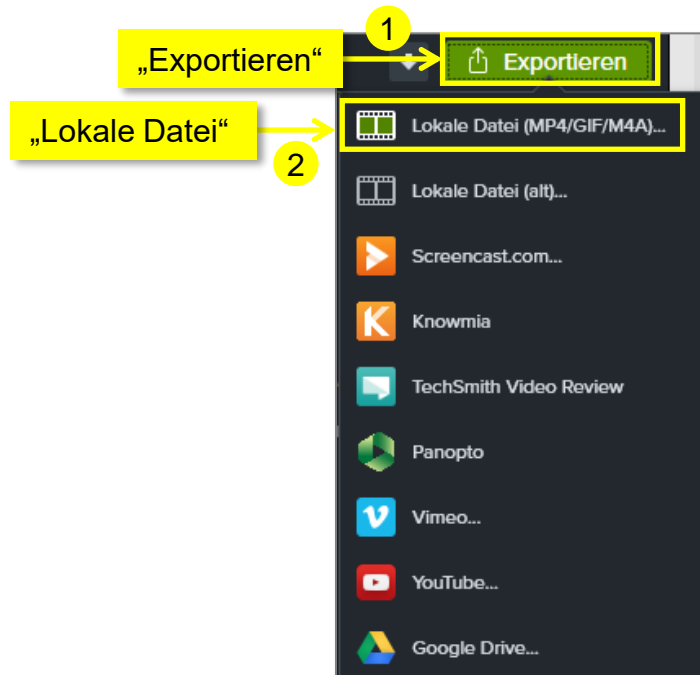 1
„Exportieren“
Exportieren
„Lokale Datei“
2
Lokale Datei (MP4/GIF/M4A)...
Lokale Datei (alt)...
Screencast.com...
Knowmia
TechSmith Video Review
Panopto
Vimeo...
YouTube...
Google Drive...